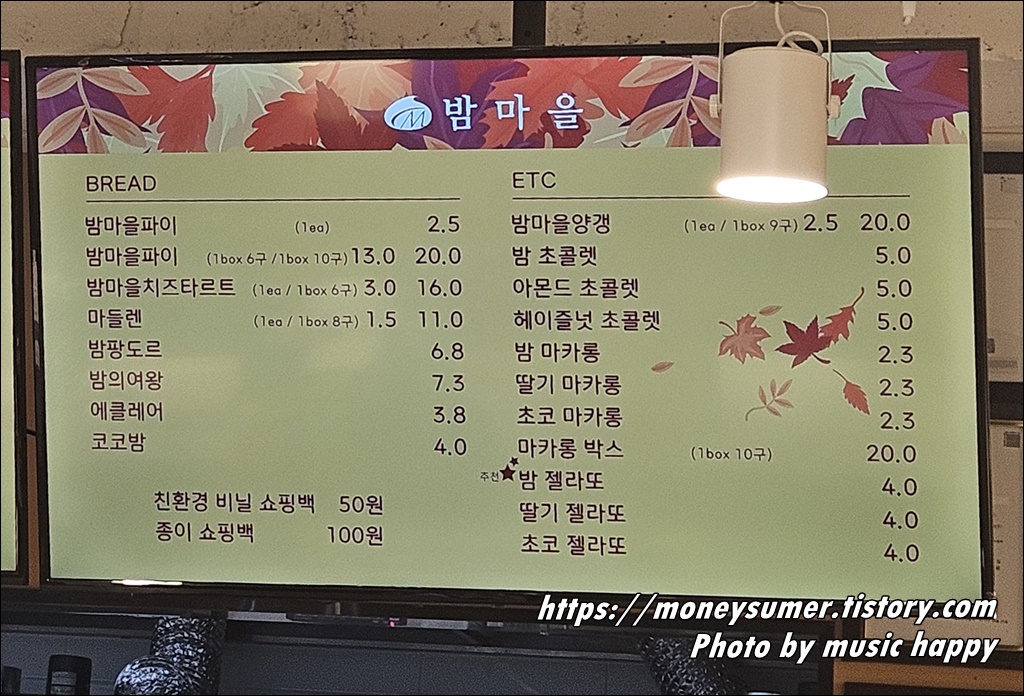 밤마을
BREAD
밤마을파이 (1ea) 2.5
밤마을파이 (1box 6구 /1box 10구) 13.0 20.0
밤마을치즈타르트 (1ea / 1box 6구) 3.0 16.0
마들렌 (1ea / 1box 8구) 1.5 11.0
밤팡도르 6.8
밤의여왕 7.3
에클레어 3.8
코코밤 4.0
친환경 비닐 쇼핑백 50원
종이 쇼핑백 100원
ETC
밤마을양갱 (1ea / 1box 9구) 2.5 20.0
밤 초콜렛 5.0
아몬드 초콜렛 5.0
헤이즐넛 초콜렛 5.0
밤 마카롱 2.3
딸기 마카롱 2.3
초코 마카롱 2.3
마카롱 박스 (1box 10구) 20.0
추천 밤 젤라또 4.0
딸기 젤라또 4.0
초코 젤라또 4.0
https://moneysumer.tistory.com
Photo by music happy